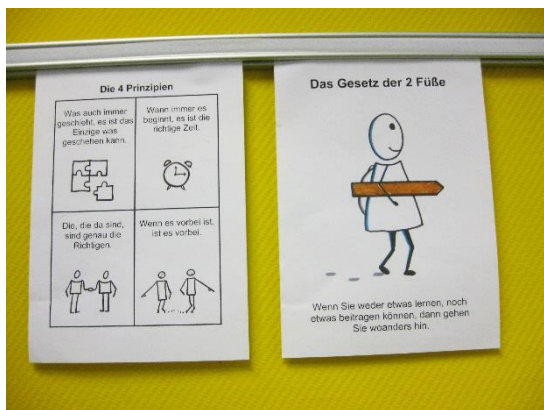 Die 4 Prinzipien
Was auch immer
geschieht, es ist das
Einzige was
geschehen kann.
Wann immer es
beginnt, es ist die
richtige Zeit.
Die, die da sind,
sind genau die
Richtigen.
Wenn es vorbei ist,
ist es vorbei.
Das Gesetz der 2 Füße
Wenn Sie weder etwas lernen, noch
etwas beitragen können, dann gehen
Sie woanders hin.